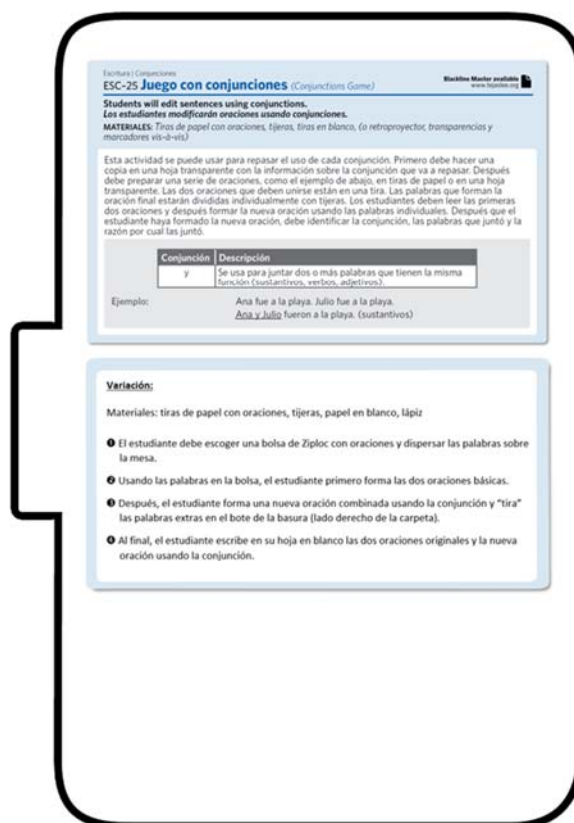 Escritura | Conjunciones
ESC-25 Juego con conjunciones (Conjunctions Game)
Blackline Master available
www.tejaslee.org
Students will edit sentences using conjunctions.
Los estudiantes modificarán oraciones usando conjunciones.
MATERIALES: Tiras de papel con oraciones, tijeras, tiras en blanco, (o retroproyector, transparencias y
marcadores vis-à-vis)
Esta actividad se puede usar para repasar el uso de cada conjunción. Primero debe hacer una
copia en una hoja transparente con la información sobre la conjunción que va a repasar. Después
debe preparar una serie de oraciones, como el ejemplo de abajo, en tiras de papel o en una hoja
transparente. Las dos oraciones que deben unirse están en una tira. Las palabras que forman la
oración final estarán divididas individualmente con tijeras. Los estudiantes deben leer las primeras
dos oraciones y después formar la nueva oración usando las palabras individuales. Después que el
estudiante haya formado la nueva oración, debe identificar la conjunción, las palabras que juntó y la
razón por cual las juntó.
Conjunción Descripción
y Se usa para juntar dos o más palabras que tienen la misma
función (sustantivos, verbos, adjetivos).
Ejemplo: Ana fue a la playa. Julio fue a la playa.
Ana y Julio fueron a la playa. (sustantivos)
Variación:
Materiales: tiras de papel con oraciones, tijeras, papel en blanco, lápiz
❶ El estudiante debe escoger una bolsa de Ziploc con oraciones y dispersar las palabras sobre
la mesa.
❷ Usando las palabras en la bolsa, el estudiante primero forma las dos oraciones básicas.
❸ Después, el estudiante forma una nueva oración combinada usando la conjunción y “tira”
las palabras extras en el bote de la basura (lado derecho de la carpeta).
❹ Al final, el estudiante escribe en su hoja en blanco las dos oraciones originales y la nueva
oración usando la conjunción.